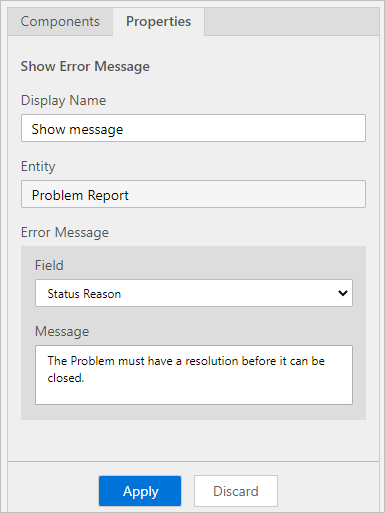 Components Properties
Show Error Message
Display Name
Show message
Entity
Problem Report
Error Message
Field
Status Reason
Message
The Problem must have a resolution before it can be
closed.
Apply Discard